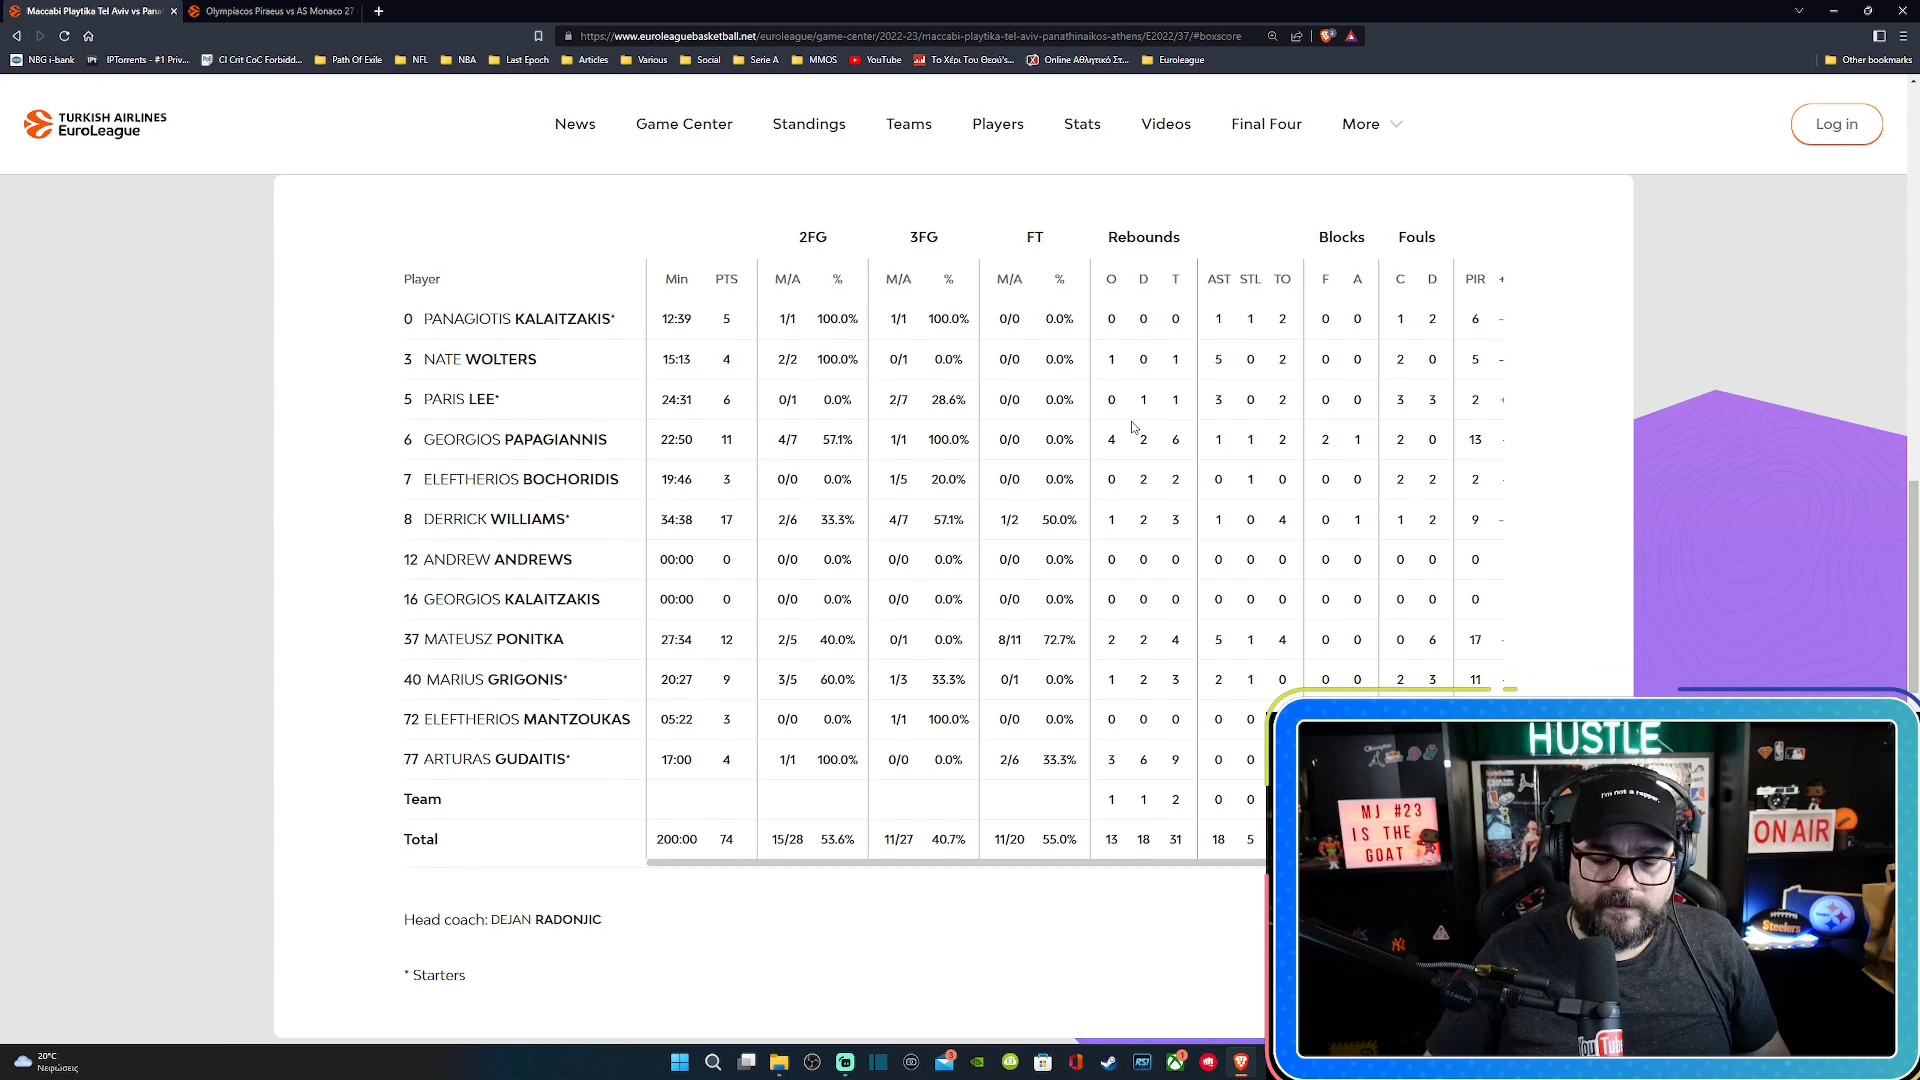 Maccabi Playtika Tel Aviv vs Pana
Olympiacos Piraeus vs AS Monaco 27
https://www.euroleaguebasketball.net/euroleague/game-center/2022-23/maccabi-playtika-tel-aviv-panathinaikos-athens/E2022/37/#boxscore
NBG i-bank IPTorrents - #1 Priv... CI Crit CoC Forbidd... Path Of Exile NFL NBA Last Epoch Articles Various Social Serie A MMOS YouTube Το Χέρι Του Θεού's... Online Αθλητικό Στ... Euroleague Other bookmarks
TURKISH AIRLINES
EuroLeague
News Game Center Standings Teams Players Stats Videos Final Four More Log in
2FG 3FG FT Rebounds Blocks Fouls
Player Min PTS M/A % M/A % M/A % O D T AST STL TO F A C D PIR +
0 PANAGIOTIS KALAITZAKIS* 12:39 5 1/1 100.0% 1/1 100.0% 0/0 0.0% 0 0 0 1 1 2 0 0 1 2 6 -
3 NATE WOLTERS 15:13 4 2/2 100.0% 0/1 0.0% 0/0 0.0% 1 0 1 5 0 2 0 0 2 0 5 -
5 PARIS LEE* 24:31 6 0/1 0.0% 2/7 28.6% 0/0 0.0% 0 1 1 3 0 2 0 0 3 3 2
6 GEORGIOS PAPAGIANNIS 22:50 11 4/7 57.1% 1/1 100.0% 0/0 0.0% 4 2 6 1 1 2 2 1 2 0 13
7 ELEFTHERIOS BOCHORIDIS 19:46 3 0/0 0.0% 1/5 20.0% 0/0 0.0% 0 2 2 0 1 0 0 0 2 2 2
8 DERRICK WILLIAMS* 34:38 17 2/6 33.3% 4/7 57.1% 1/2 50.0% 1 2 3 1 0 4 0 1 1 2 9 -
12 ANDREW ANDREWS 00:00 0 0/0 0.0% 0/0 0.0% 0/0 0.0% 0 0 0 0 0 0 0 0 0 0 0
16 GEORGIOS KALAITZAKIS 00:00 0 0/0 0.0% 0/0 0.0% 0/0 0.0% 0 0 0 0 0 0 0 0 0 0 0
37 MATEUSZ PONITKA 27:34 12 2/5 40.0% 0/1 0.0% 8/11 72.7% 2 2 4 5 1 4 0 0 0 6 17
40 MARIUS GRIGONIS* 20:27 9 3/5 60.0% 1/3 33.3% 0/1 0.0% 1 2 3 2 1 0 0 0 2 3 11
72 ELEFTHERIOS MANTZOUKAS 05:22 3 0/0 0.0% 1/1 100.0% 0/0 0.0% 0 0 0 0 0
77 ARTURAS GUDAITIS* 17:00 4 1/1 100.0% 0/0 0.0% 2/6 33.3% 3 6 9 0 0
Team 1 1 2 0 0
Total 200:00 74 15/28 53.6% 11/27 40.7% 11/20 55.0% 13 18 31 18 5
Head coach: DEJAN RADONJIC
* Starters
HUSTLE
I'm not a rapper.
MJ #23
IS THE
GOAT
ON AIR
Steelers
YouTube
20°C
Νεφώσεις